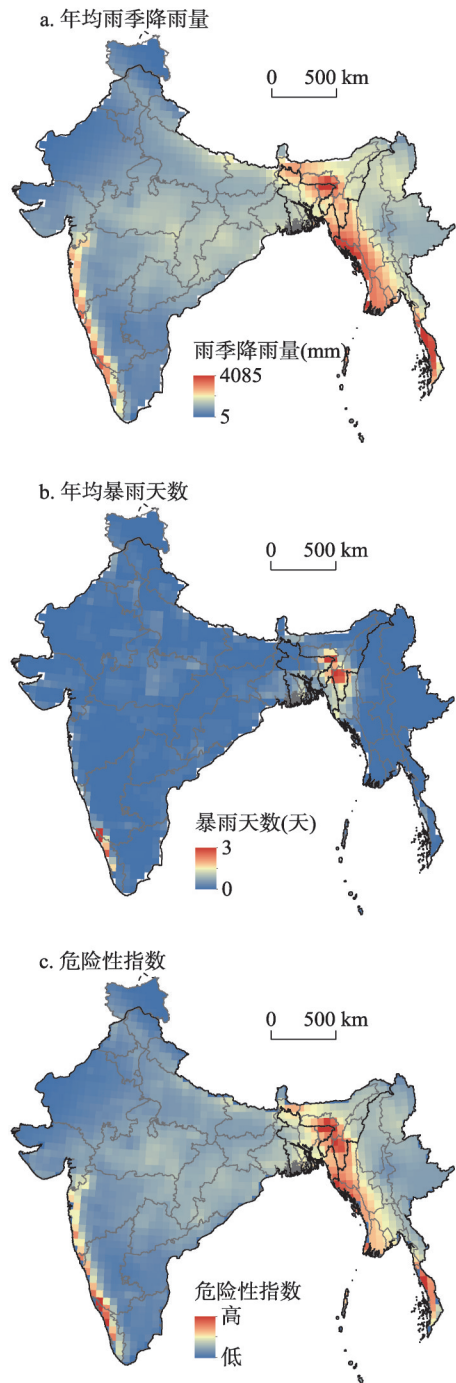 a. 年均雨季降雨量
0 500 km
雨季降雨量(mm)
4085
5
b. 年均暴雨天数
0 500 km
暴雨天数(天)
3
0
c. 危险性指数
0 500 km
危险性指数
高
低